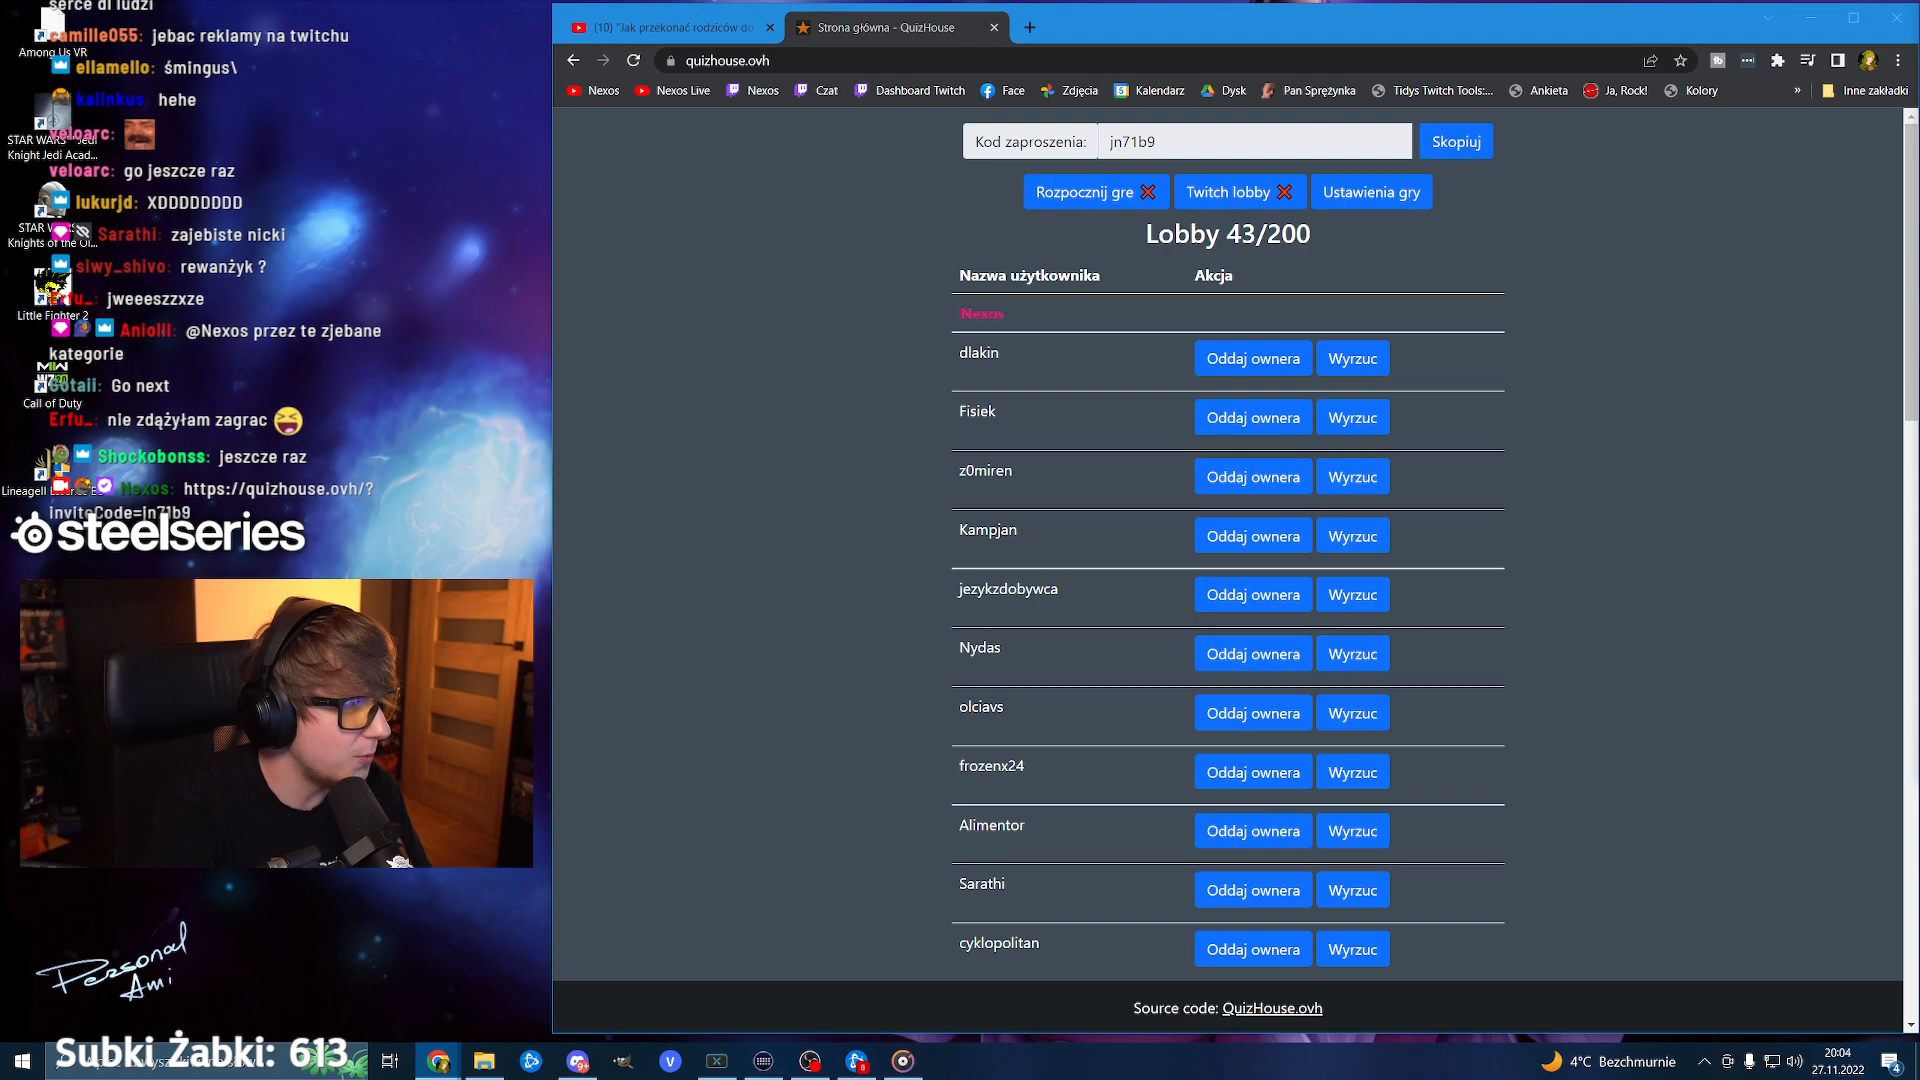 serce di ludzi
camille055: jebac reklamy na twitchu
ellamello: śmingus\
kalinkus: hehe
veloarc:
veloarc: go jeszcze raz
lukurjd: XDDDDDDDD
Sarathi: zajebiste nicki
siwy_shivo: rewanżyk ?
Erfu_: jweeeszzxze
Aniolll: @Nexos przez te zjebane
kategorie
Gotaii: Go next
Erfu_: nie zdążyłam zagrac
Shockobonss: jeszcze raz
Nexos: https://quizhouse.ovh/?
inviteCode=jn71b9
Among Us VR
STAR WARS™ Jedi
Knight Jedi Acad...
STAR
Knights of the Ol...
Little Fighter 2
Call of Duty
LineageII
steelseries
Personal
Ami
Subki Żabki: 613
(10) "Jak przekonać rodziców do
Strona główna - QuizHouse
quizhouse.ovh
Nexos
Nexos Live
Nexos
Czat
Dashboard Twitch
Face
Zdjęcia
Kalendarz
Dysk
Pan Sprężynka
Tidys Twitch Tools:...
Ankieta
Ja, Rock!
Kolory
»
Inne zakładki
Kod zaproszenia: jn71b9 Skopiuj
Rozpocznij gre Twitch lobby Ustawienia gry
Lobby 43/200
Nazwa użytkownika Akcja
Nexos
dlakin Oddaj ownera Wyrzuc
Fisiek Oddaj ownera Wyrzuc
z0miren Oddaj ownera Wyrzuc
Kampjan Oddaj ownera Wyrzuc
jezykzdobywca Oddaj ownera Wyrzuc
Nydas Oddaj ownera Wyrzuc
olciavs Oddaj ownera Wyrzuc
frozenx24 Oddaj ownera Wyrzuc
Alimentor Oddaj ownera Wyrzuc
Sarathi Oddaj ownera Wyrzuc
cyklopolitan Oddaj ownera Wyrzuc
Source code: QuizHouse.ovh
4°C Bezchmurnie
20:04
27.11.2022